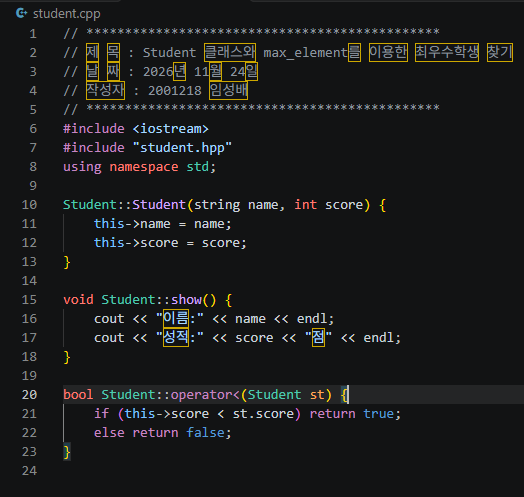 student.cpp
1 // **********************************************
2 // 제 목 : Student 클래스와 max_element를 이용한 최우수학생 찾기
3 // 날 짜 : 2026년 11월 24일
4 // 작성자 : 2001218 임성배
5 // **********************************************
6 #include <iostream>
7 #include "student.hpp"
8 using namespace std;
9
10 Student::Student(string name, int score) {
11     this->name = name;
12     this->score = score;
13 }
14
15 void Student::show() {
16     cout << "이름:" << name << endl;
17     cout << "성적:" << score << "점" << endl;
18 }
19
20 bool Student::operator<(Student st) {
21     if (this->score < st.score) return true;
22     else return false;
23 }
24